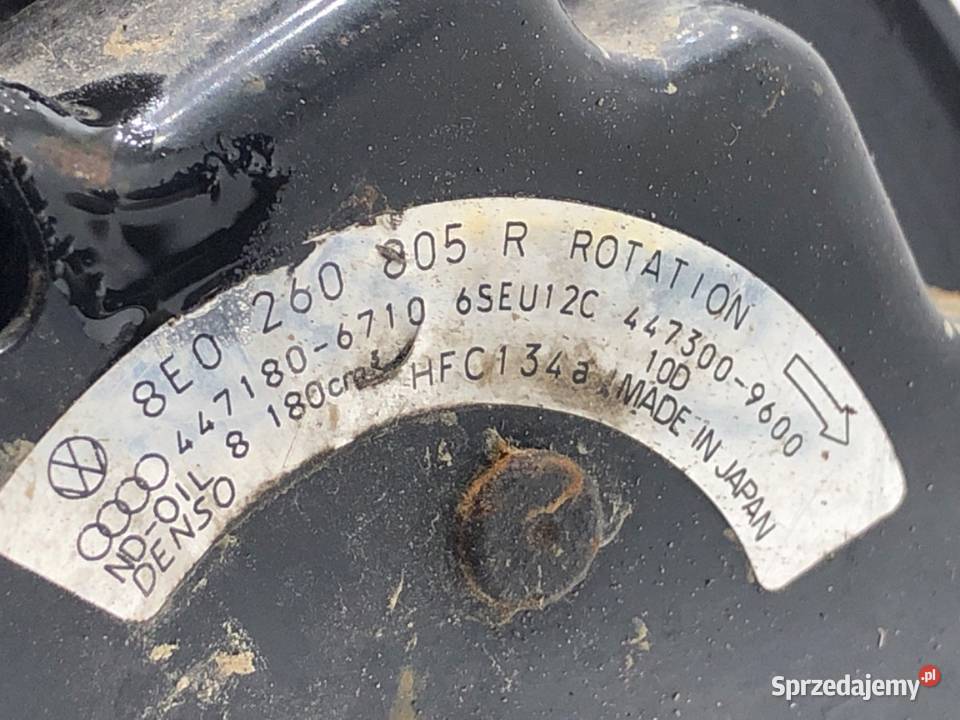 8E0 260 805 R ROTATION
447180-6710 6SEU12C 447300-9600
ND-OIL 8 180cm³ HFC134a 10D
DENSO MADE IN JAPAN
Sprzedajemy.pl